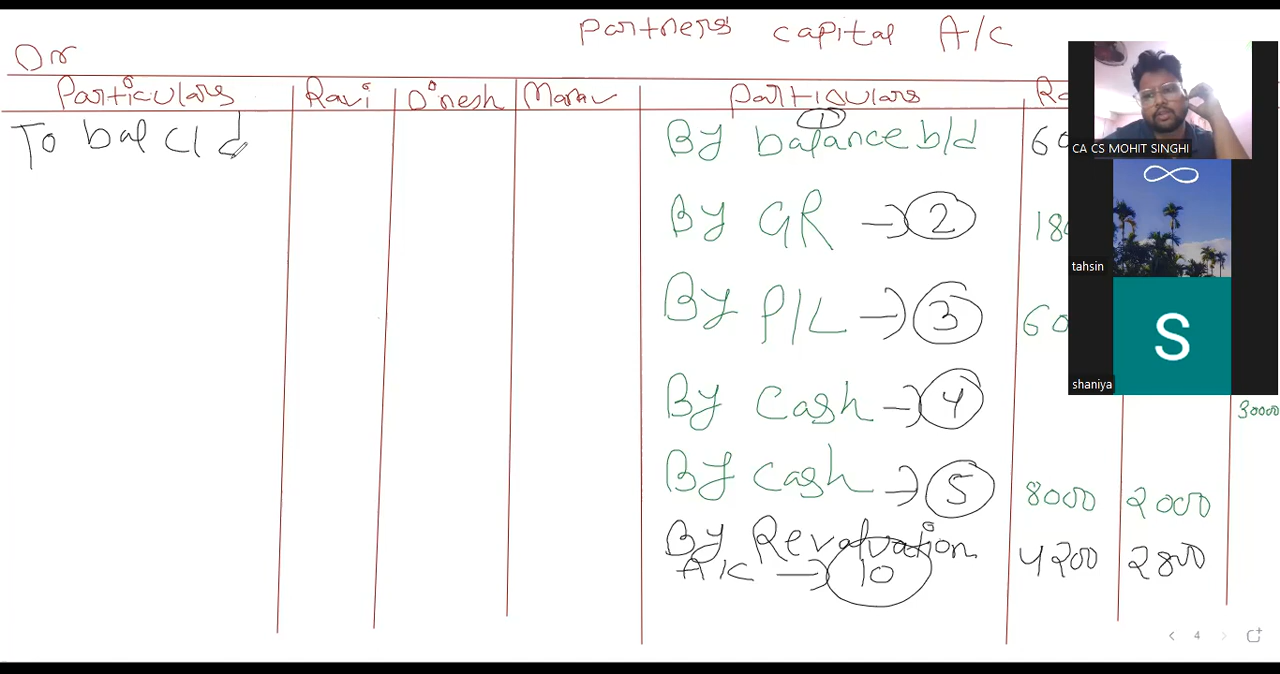 Partners' capital A/C
Dr
Particulars Ravi Dinesh Manav Particulars
To bal c/d By balance b/d ①
By GR → ②
By P/L → ③
By Cash → ④
30000
By Cash → ⑤ 8000 2000
By Revaluation 4200 2800
A/C → ⑩
CA CS MOHIT SINGHI
tahsin
S
shaniya
4